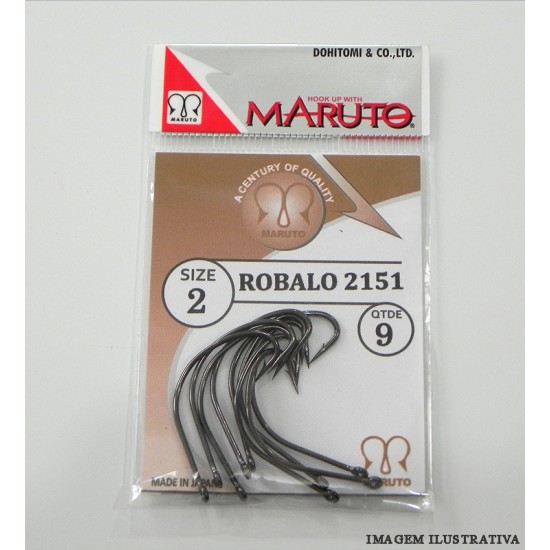 DOHITOMI & CO.,LTD.
HOOK UP WITH
MARUTO®
MARUTO
A CENTURY OF QUALITY
MARUTO
SIZE
2
ROBALO 2151
QTDE
9
MADE IN JAPAN
MARUTO
IMAGEM ILUSTRATIVA